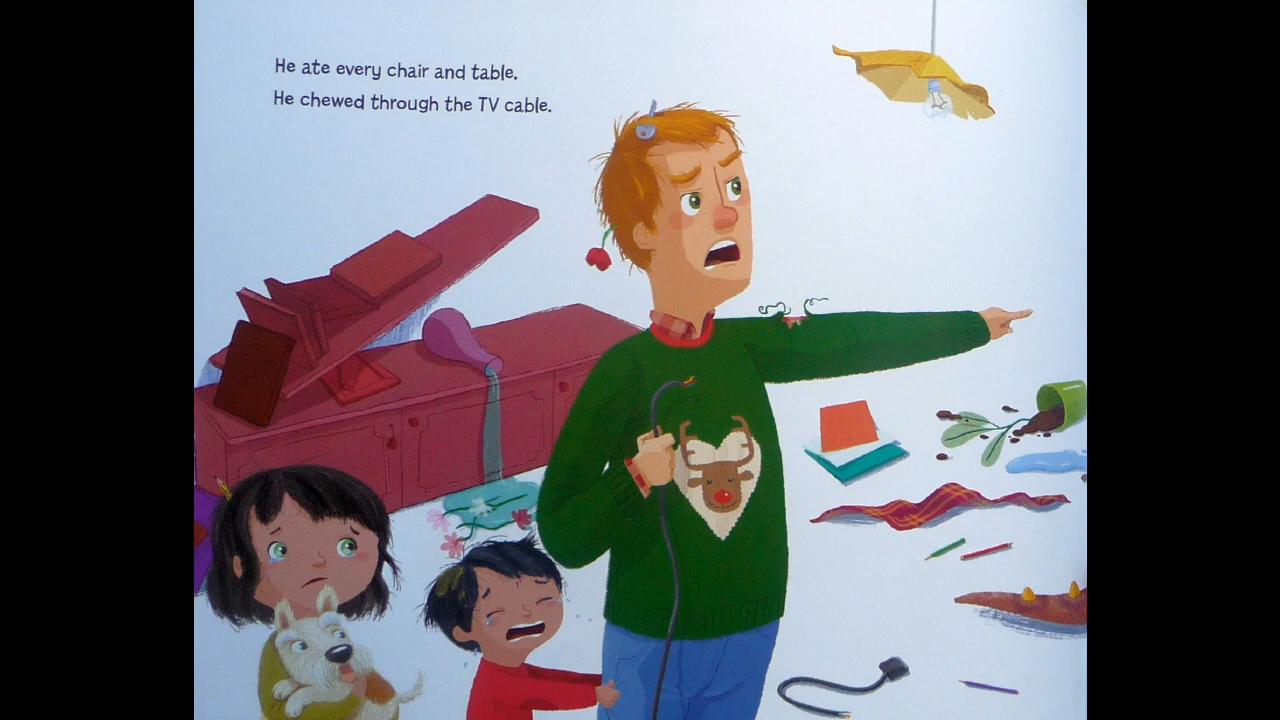 He ate every chair and table.
He chewed through the TV cable.